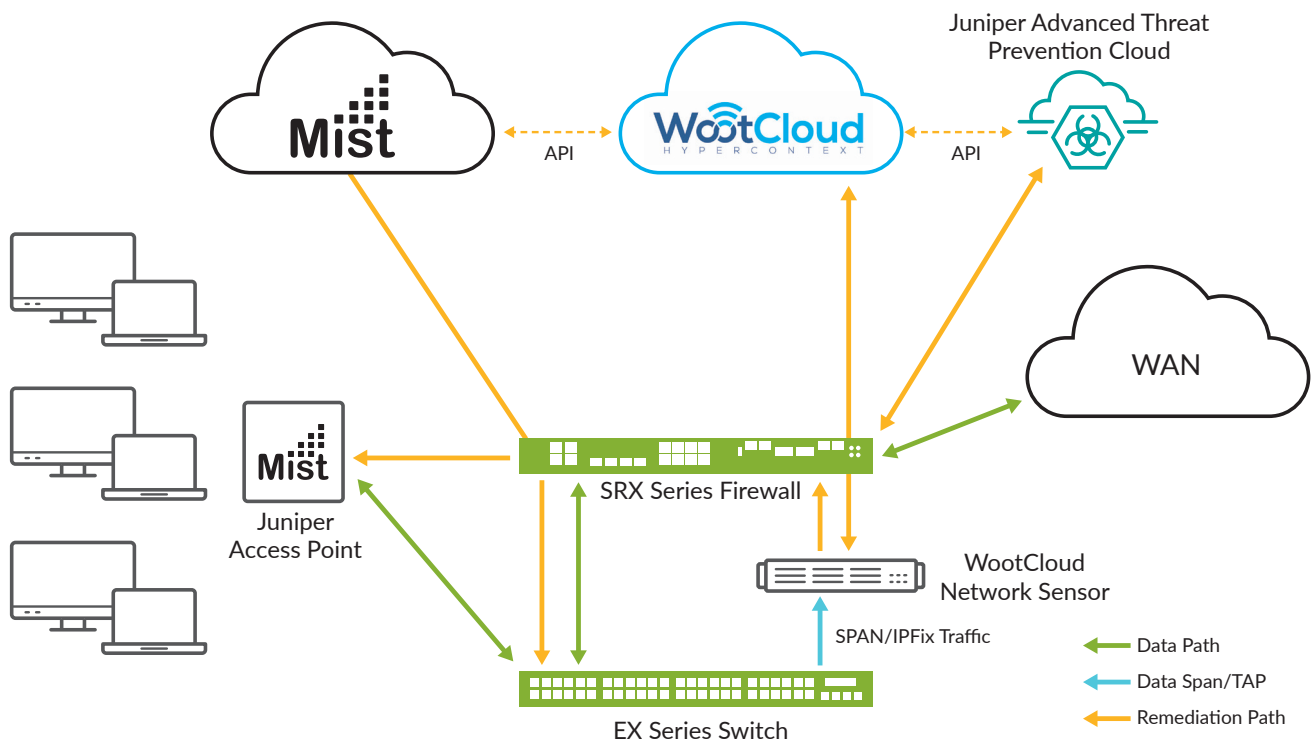 Juniper Advanced Threat
Prevention Cloud
Mist
WootCloud
HYPERCONTEXT
API
API
WAN
Mist
Juniper
Access Point
SRX Series Firewall
WootCloud
Network Sensor
SPAN/IPFix Traffic
EX Series Switch
Data Path
Data Span/TAP
Remediation Path